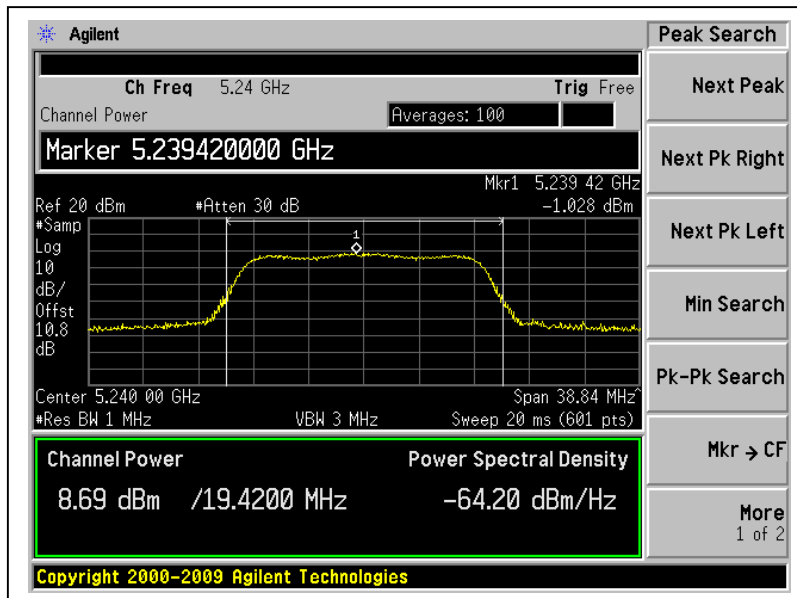 Agilent
Peak Search
Ch Freq 5.24 GHz Trig Free
Channel Power Averages: 100
Marker 5.239420000 GHz
Mkr1 5.239 42 GHz
Ref 20 dBm #Atten 30 dB -1.028 dBm
#Samp
Log
10
dB/
Offst
10.8
dB
1
Center 5.240 00 GHz Span 38.84 MHz^
#Res BW 1 MHz VBW 3 MHz Sweep 20 ms (601 pts)
Channel Power Power Spectral Density
8.69 dBm /19.4200 MHz -64.20 dBm/Hz
Copyright 2000-2009 Agilent Technologies
Next Peak
Next Pk Right
Next Pk Left
Min Search
Pk-Pk Search
Mkr → CF
More
1 of 2